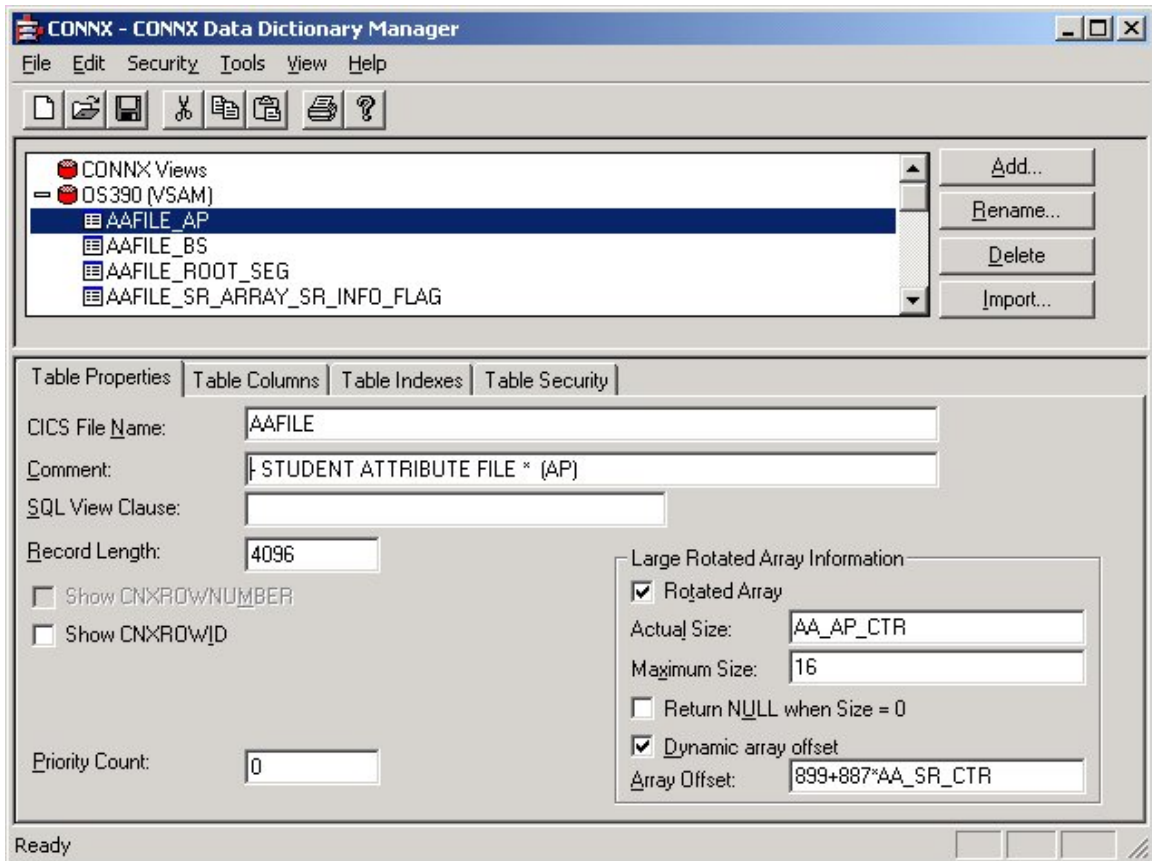 CONNX - CONNX Data Dictionary Manager
File Edit Security Tools View Help
CONNX Views
OS390 (VSAM)
AAFILE_AP
AAFILE_BS
AAFILE_ROOT_SEG
AAFILE_SR_ARRAY_SR_INFO_FLAG
Add...
Rename...
Delete
Import...
Table Properties Table Columns Table Indexes Table Security
CICS File Name: AAFILE
Comment: - STUDENT ATTRIBUTE FILE * (AP)
SQL View Clause:
Record Length: 4096
Show CNXROWNUMBER
Show CNXROWID
Priority Count: 0
Large Rotated Array Information
Rotated Array
Actual Size: AA_AP_CTR
Maximum Size: 16
Return NULL when Size = 0
Dynamic array offset
Array Offset: 899+887*AA_SR_CTR
Ready